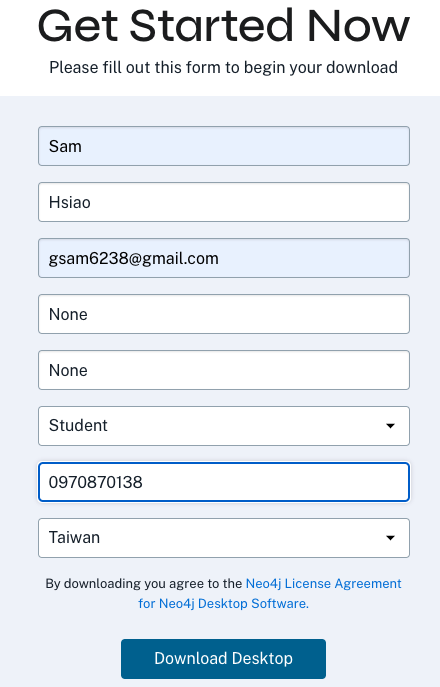 Get Started Now
Please fill out this form to begin your download
Sam
Hsiao
gsam6238@gmail.com
None
None
Student
0970870138
Taiwan
By downloading you agree to the Neo4j License Agreement
for Neo4j Desktop Software.
Download Desktop